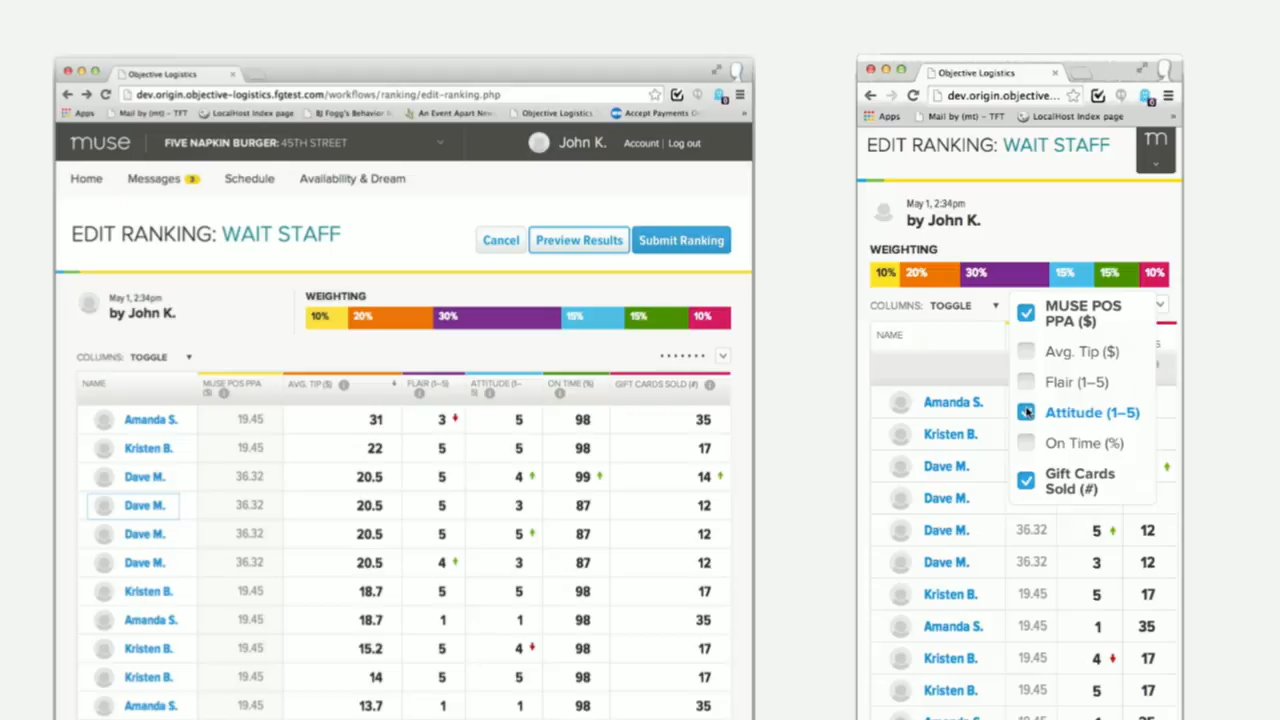 Objective Logistics
dev.origin.objective-logistics.fgtest.com/workflows/ranking/edit-ranking.php
Apps Mail by (mt) – TFT LocalHost Index page BJ Fogg's Behavior An Event Apart New Objective Logistics Accept Payments »
muse FIVE NAPKIN BURGER: 45TH STREET John K. Account | Log out
Home Messages 3 Schedule Availability & Dream
EDIT RANKING: WAIT STAFF Cancel Preview Results Submit Ranking
May 1, 2:34pm
by John K.
WEIGHTING
10% 20% 30% 15% 15% 10%
COLUMNS: TOGGLE ▼
NAME MUSE POS PPA ($) AVG. TIP ($) FLAIR (1–5) ATTITUDE (1–5) ON TIME (%) GIFT CARDS SOLD (#)
Amanda S. 19.45 31 3 5 98 35
Kristen B. 19.45 22 5 5 98 17
Dave M. 36.32 20.5 5 4 99 14
Dave M. 36.32 20.5 5 3 87 12
Dave M. 36.32 20.5 5 5 87 12
Dave M. 36.32 20.5 4 3 87 12
Kristen B. 19.45 18.7 5 5 98 17
Amanda S. 19.45 18.7 1 1 98 35
Kristen B. 19.45 15.2 5 4 98 17
Kristen B. 19.45 14 5 5 98 17
Amanda S. 19.45 13.7 1 1 98 35
Objective Logistics
dev.origin.objective...
Apps Mail by (mt) – TFT LocalHost Index page »
EDIT RANKING: WAIT STAFF m
May 1, 2:34pm
by John K.
WEIGHTING
10% 20% 30% 15% 15% 10%
COLUMNS: TOGGLE ▼
MUSE POS
PPA ($)
Avg. Tip ($)
Flair (1–5)
Attitude (1–5)
On Time (%)
Gift Cards
Sold (#)
NAME
Amanda S.
Kristen B.
Dave M.
Dave M.
Dave M. 36.32 5 12
Dave M. 36.32 3 12
Kristen B. 19.45 5 17
Amanda S. 19.45 1 35
Kristen B. 19.45 4 17
Kristen B. 19.45 5 17